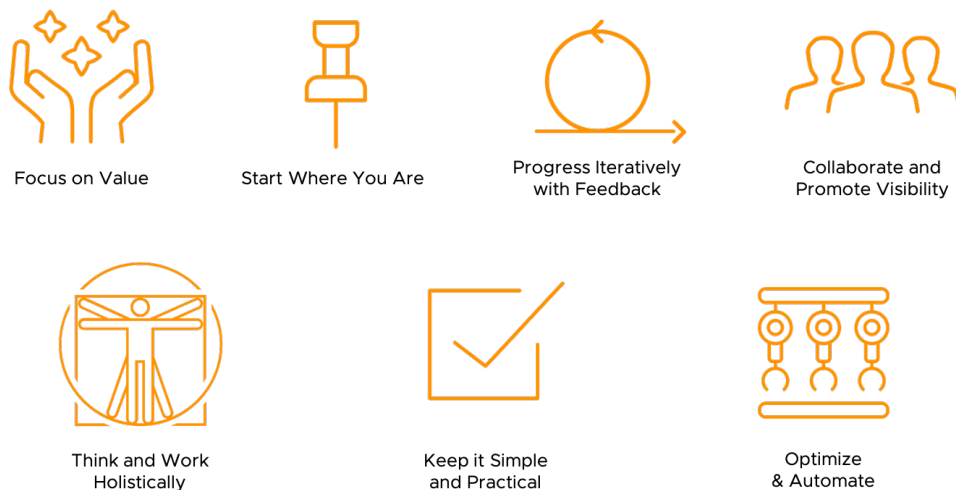 Focus on Value
Start Where You Are
Progress Iteratively
with Feedback
Collaborate and
Promote Visibility
Think and Work
Holistically
Keep it Simple
and Practical
Optimize
& Automate